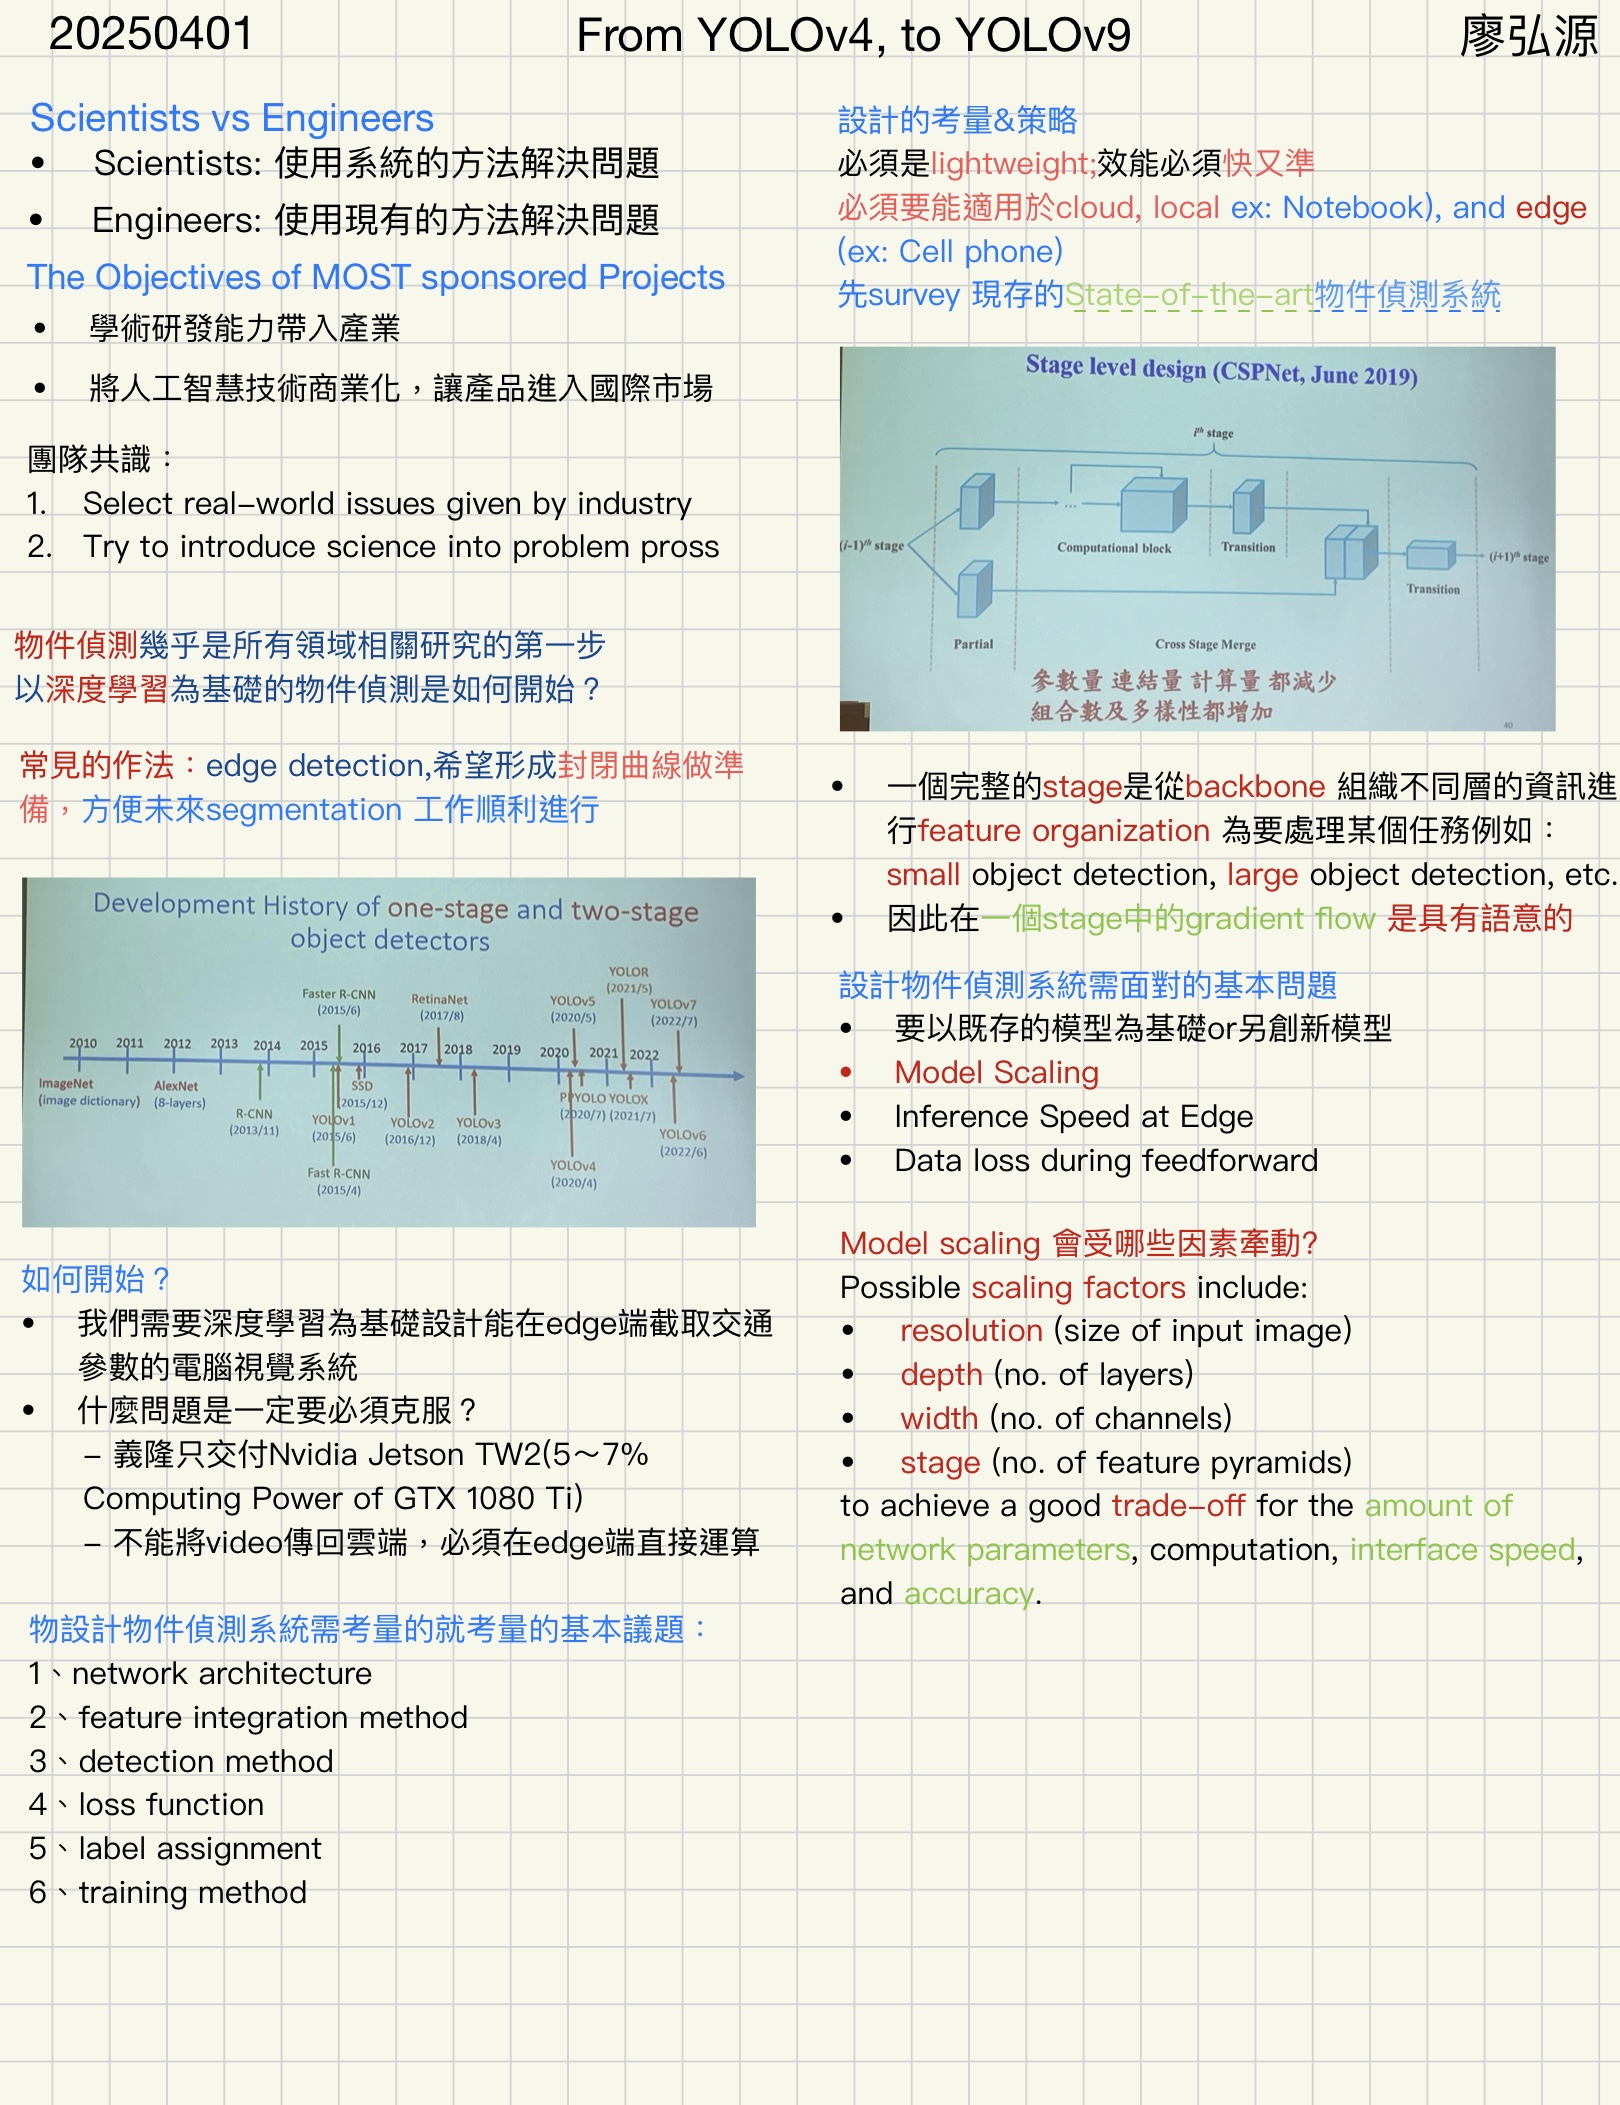 20250401
From YOLOv4, to YOLOv9
廖弘源
Scientists vs Engineers
• Scientists: 使用系統的方法解決問題
• Engineers: 使用現有的方法解決問題
The Objectives of MOST sponsored Projects
• 學術研發能力帶入產業
• 將人工智慧技術商業化，讓產品進入國際市場
團隊共識：
1. Select real-world issues given by industry
2. Try to introduce science into problem pross
物件偵測幾乎是所有領域相關研究的第一步
以深度學習為基礎的物件偵測是如何開始？
常見的作法：edge detection,希望形成封閉曲線做準
備，方便未來segmentation 工作順利進行
Development History of one-stage and two-stage
object detectors
YOLOR
(2021/5)
Faster R-CNN
(2015/6)
RetinaNet
(2017/8)
YOLOv5
(2020/5)
YOLOv7
(2022/7)
2010 2011 2012 2013 2014 2015 2016 2017 2018 2019 2020 2021 2022
ImageNet
(image dictionary)
AlexNet
(8-layers)
R-CNN
(2013/11)
SSD
(2015/12)
YOLOv1
(2015/6)
Fast R-CNN
(2015/4)
YOLOv2
(2016/12)
YOLOv3
(2018/4)
PPYOLO
(2020/7)
YOLOX
(2021/7)
YOLOv4
(2020/4)
YOLOv6
(2022/6)
如何開始？
• 我們需要深度學習為基礎設計能在edge端截取交通
參數的電腦視覺系統
• 什麼問題是一定要必須克服？
– 義隆只交付Nvidia Jetson TW2(5～7%
Computing Power of GTX 1080 Ti)
– 不能將video傳回雲端，必須在edge端直接運算
物設計物件偵測系統需考量的就考量的基本議題：
1、network architecture
2、feature integration method
3、detection method
4、loss function
5、label assignment
6、training method
設計的考量&策略
必須是lightweight;效能必須快又準
必須要能適用於cloud, local ex: Notebook), and edge
(ex: Cell phone)
先survey 現存的State-of-the-art物件偵測系統
Stage level design (CSPNet, June 2019)
iᵗʰ stage
(i-1)ᵗʰ stage
...
Computational block
Transition
(i+1)ᵗʰ stage
Transition
Partial
Cross Stage Merge
參數量 連結量 計算量 都減少
組合數及多樣性都增加
40
• 一個完整的stage是從backbone 組織不同層的資訊進
行feature organization 為要處理某個任務例如：
small object detection, large object detection, etc.
• 因此在一個stage中的gradient flow 是具有語意的
設計物件偵測系統需面對的基本問題
• 要以既存的模型為基礎or另創新模型
• Model Scaling
• Inference Speed at Edge
• Data loss during feedforward
Model scaling 會受哪些因素牽動?
Possible scaling factors include:
• resolution (size of input image)
• depth (no. of layers)
• width (no. of channels)
• stage (no. of feature pyramids)
to achieve a good trade-off for the amount of
network parameters, computation, interface speed,
and accuracy.